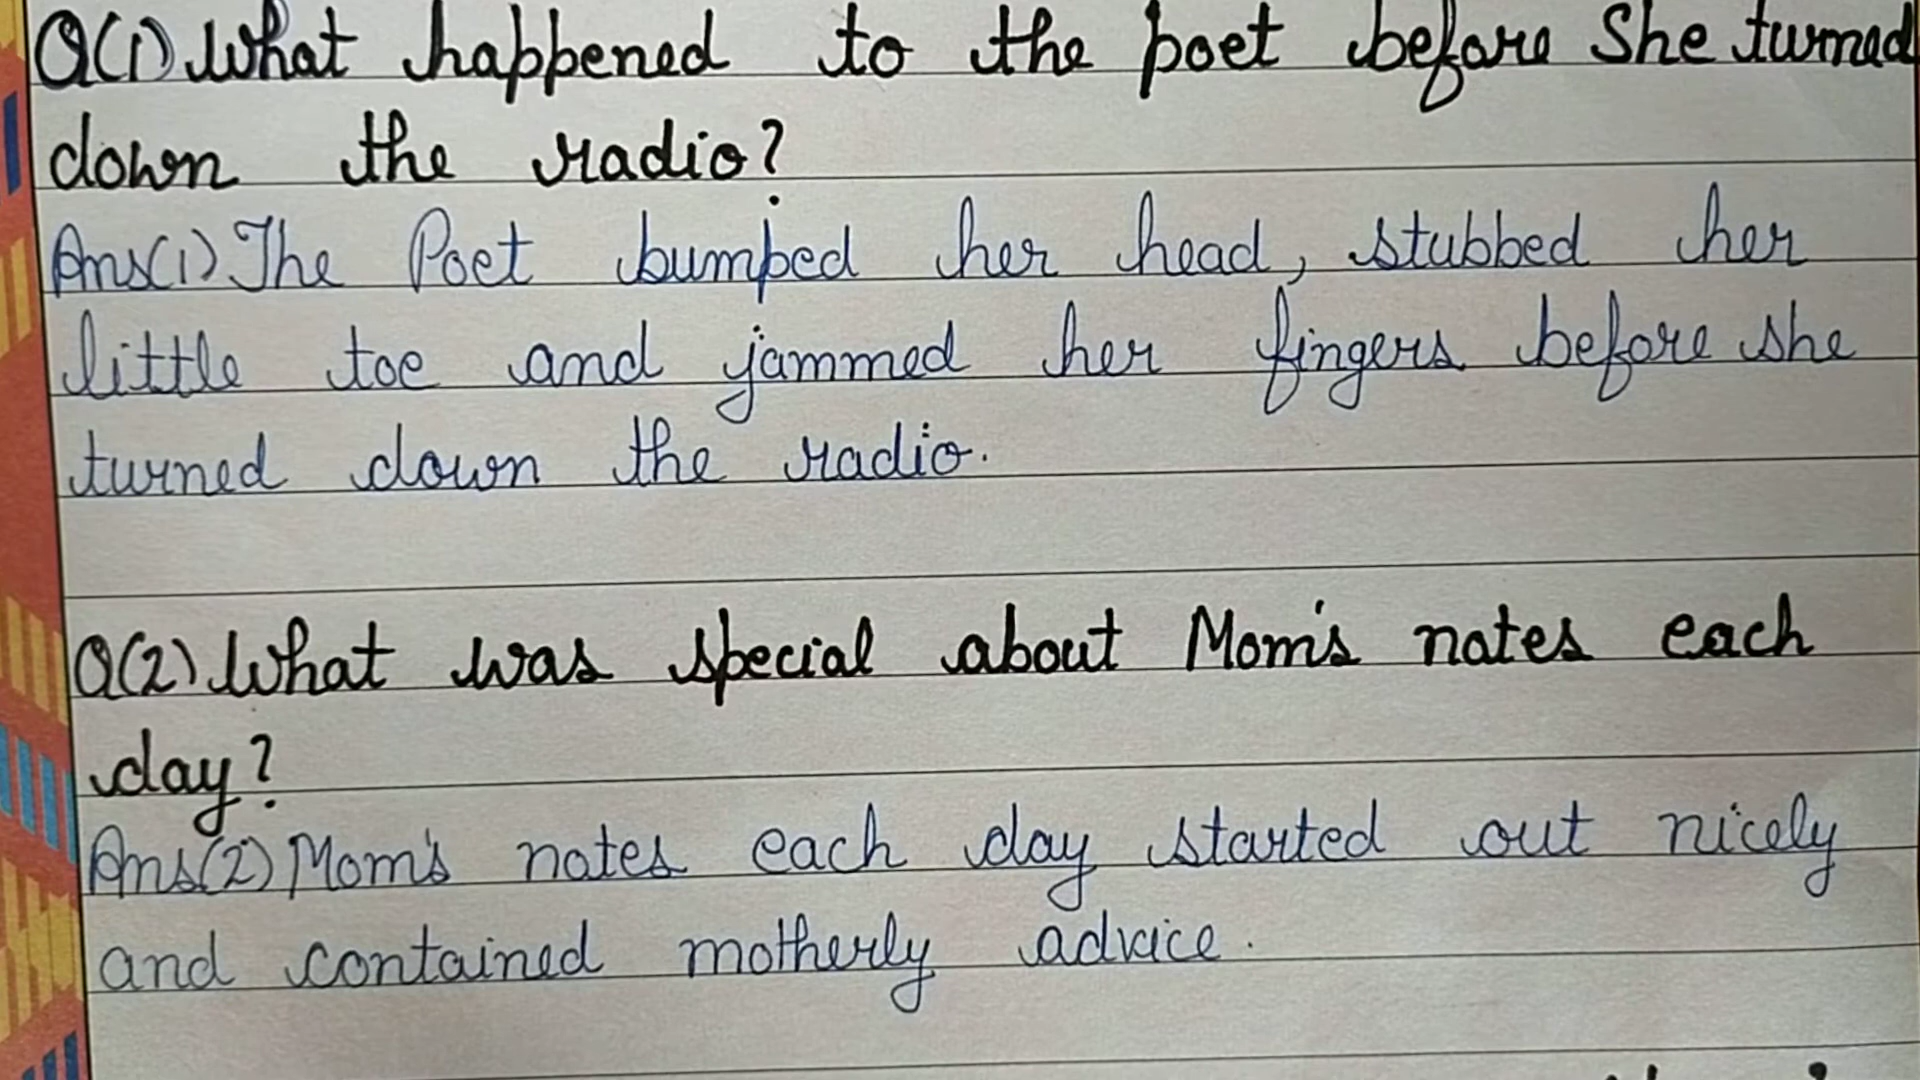 Q(1) What happened to the poet before She turned
down the radio?
Ans(1) The Poet bumped her head, stubbed her
little toe and jammed her fingers before she
turned down the radio.
Q(2) What was special about Mom's notes each
day?
Ans(2) Mom's notes each day started out nicely
and contained motherly advice.